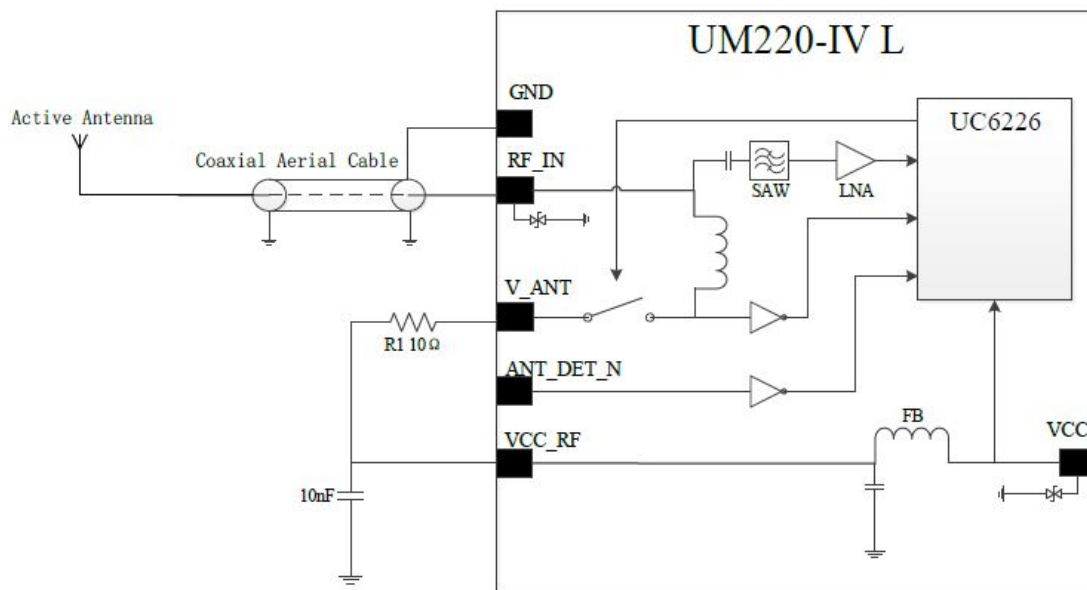 UM220-IV L
GND
UC6226
Active Antenna
Coaxial Aerial Cable
RF_IN
SAW
LNA
V_ANT
R1 10Ω
ANT_DET_N
FB
VCC_RF
VCC
10nF